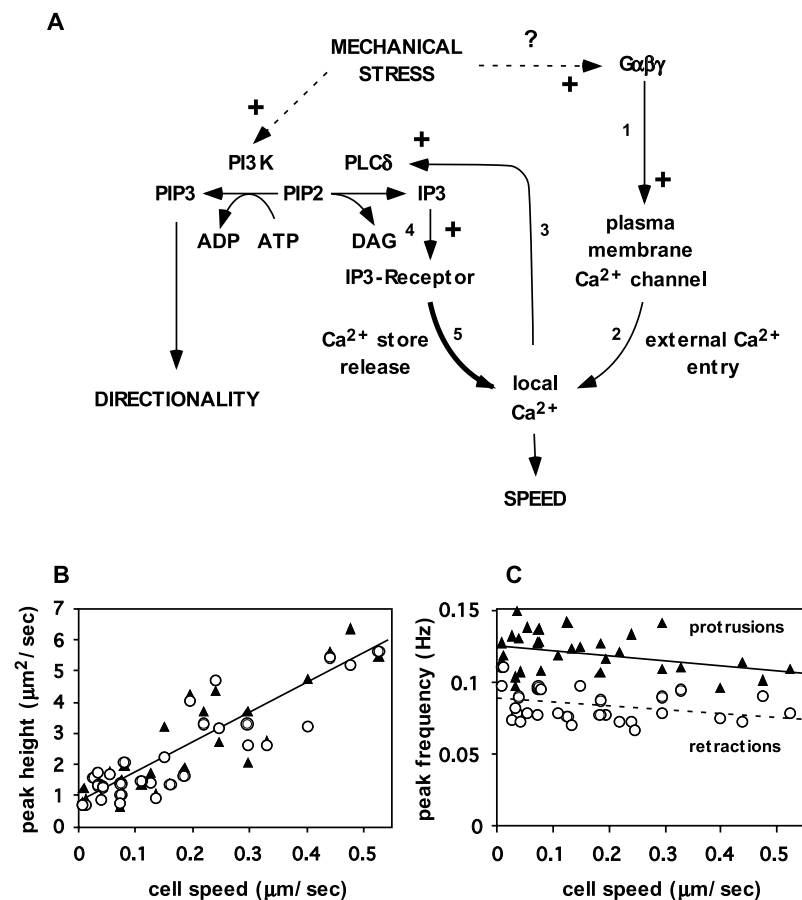 A
MECHANICAL STRESS
?
+
Gαβγ
+
1
+
PI3K
PLCδ
+
PIP3
PIP2
IP3
ADP
ATP
DAG
4
+
3
plasma membrane Ca²⁺ channel
IP3-Receptor
Ca²⁺ store release
5
2
external Ca²⁺ entry
local Ca²⁺
DIRECTIONALITY
SPEED
B
7
6
5
4
3
2
1
0
peak height (µm²/ sec)
0
0.1
0.2
0.3
0.4
0.5
cell speed (µm/ sec)
C
0.15
0.1
0.05
0
peak frequency (Hz)
protrusions
retractions
0
0.1
0.2
0.3
0.4
0.5
cell speed (µm/ sec)